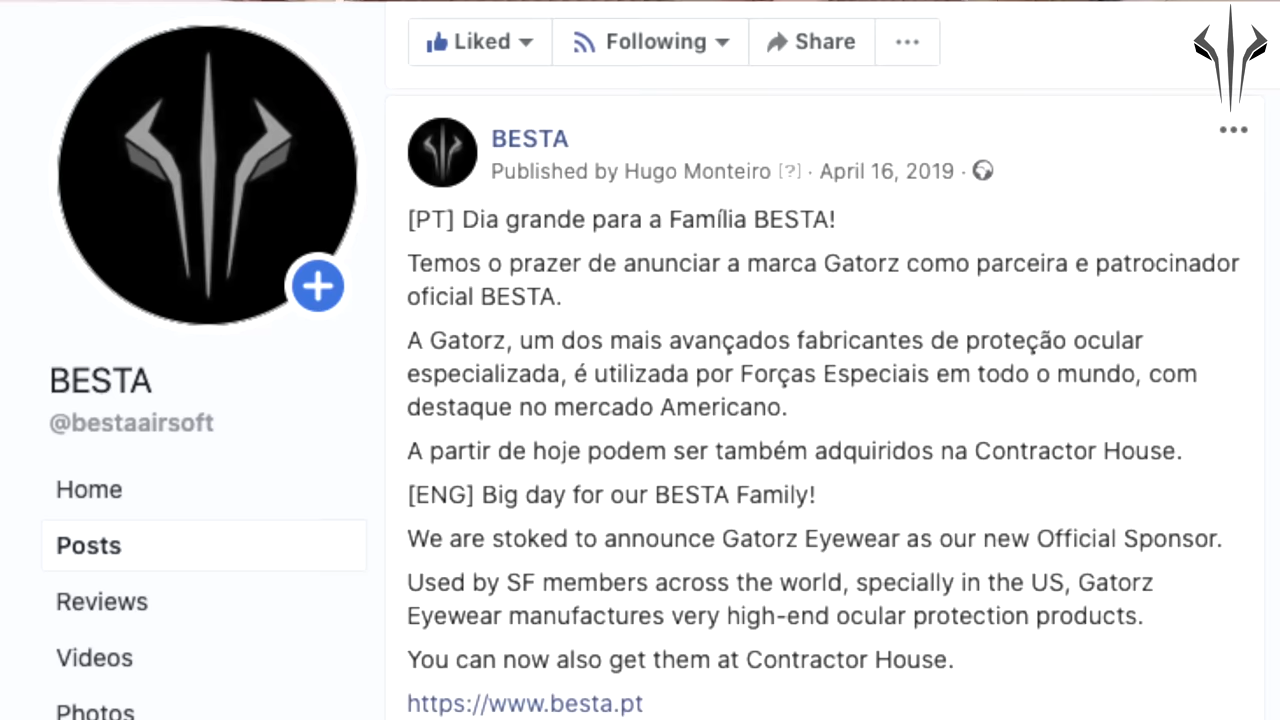 Liked
Following
Share
BESTA
@bestaairsoft
Home
Posts
Reviews
Videos
Photos
BESTA
Published by Hugo Monteiro [?] · April 16, 2019 ·
[PT] Dia grande para a Família BESTA!
Temos o prazer de anunciar a marca Gatorz como parceira e patrocinador
oficial BESTA.
A Gatorz, um dos mais avançados fabricantes de proteção ocular
especializada, é utilizada por Forças Especiais em todo o mundo, com
destaque no mercado Americano.
A partir de hoje podem ser também adquiridos na Contractor House.
[ENG] Big day for our BESTA Family!
We are stoked to announce Gatorz Eyewear as our new Official Sponsor.
Used by SF members across the world, specially in the US, Gatorz
Eyewear manufactures very high-end ocular protection products.
You can now also get them at Contractor House.
https://www.besta.pt